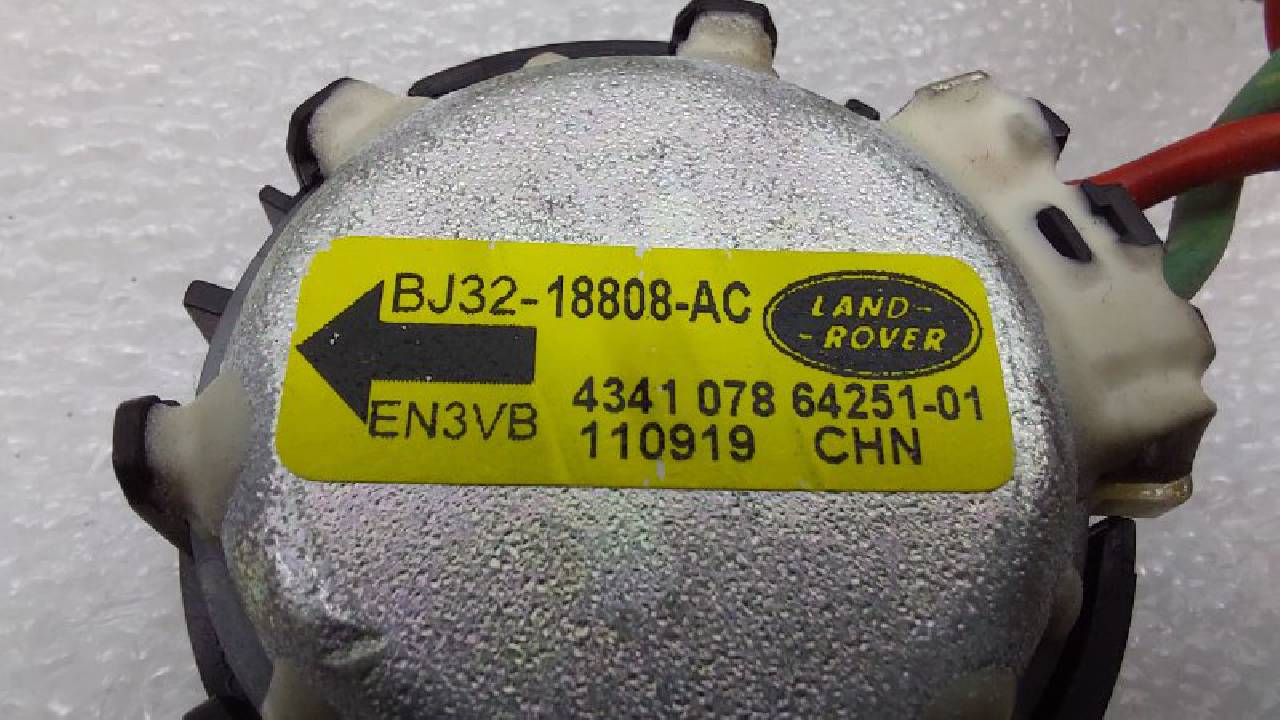 BJ32-18808-AC
LAND-
-ROVER
EN3VB
4341 078 64251-01
110919 CHN